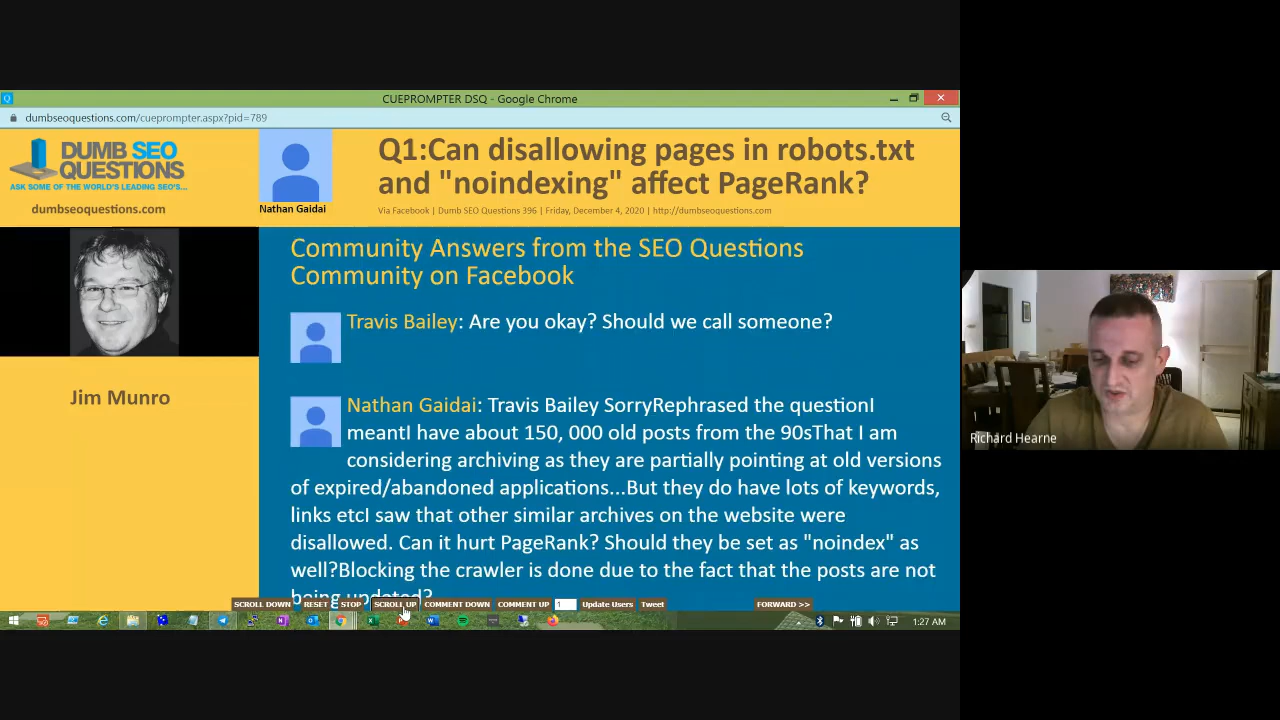 CUEPROMPTER DSQ - Google Chrome
dumbseoquestions.com/cueprompter.aspx?pid=789
DUMB SEO
QUESTIONS
ASK SOME OF THE WORLD'S LEADING SEO'S...
dumbseoquestions.com
Nathan Gaidai
Q1:Can disallowing pages in robots.txt
and "noindexing" affect PageRank?
Via Facebook | Dumb SEO Questions 396 | Friday, December 4, 2020 | http://dumbseoquestions.com
Jim Munro
Community Answers from the SEO Questions
Community on Facebook
Travis Bailey: Are you okay? Should we call someone?
Nathan Gaidai: Travis Bailey SorryRephrased the questionI
meantI have about 150, 000 old posts from the 90sThat I am
considering archiving as they are partially pointing at old versions
of expired/abandoned applications...But they do have lots of keywords,
links etcI saw that other similar archives on the website were
disallowed. Can it hurt PageRank? Should they be set as "noindex" as
well?Blocking the crawler is done due to the fact that the posts are not
being updated?
SCROLL DOWN RESET STOP SCROLL UP COMMENT DOWN COMMENT UP 1 Update Users Tweet FORWARD >>
1:27 AM
Richard Hearne